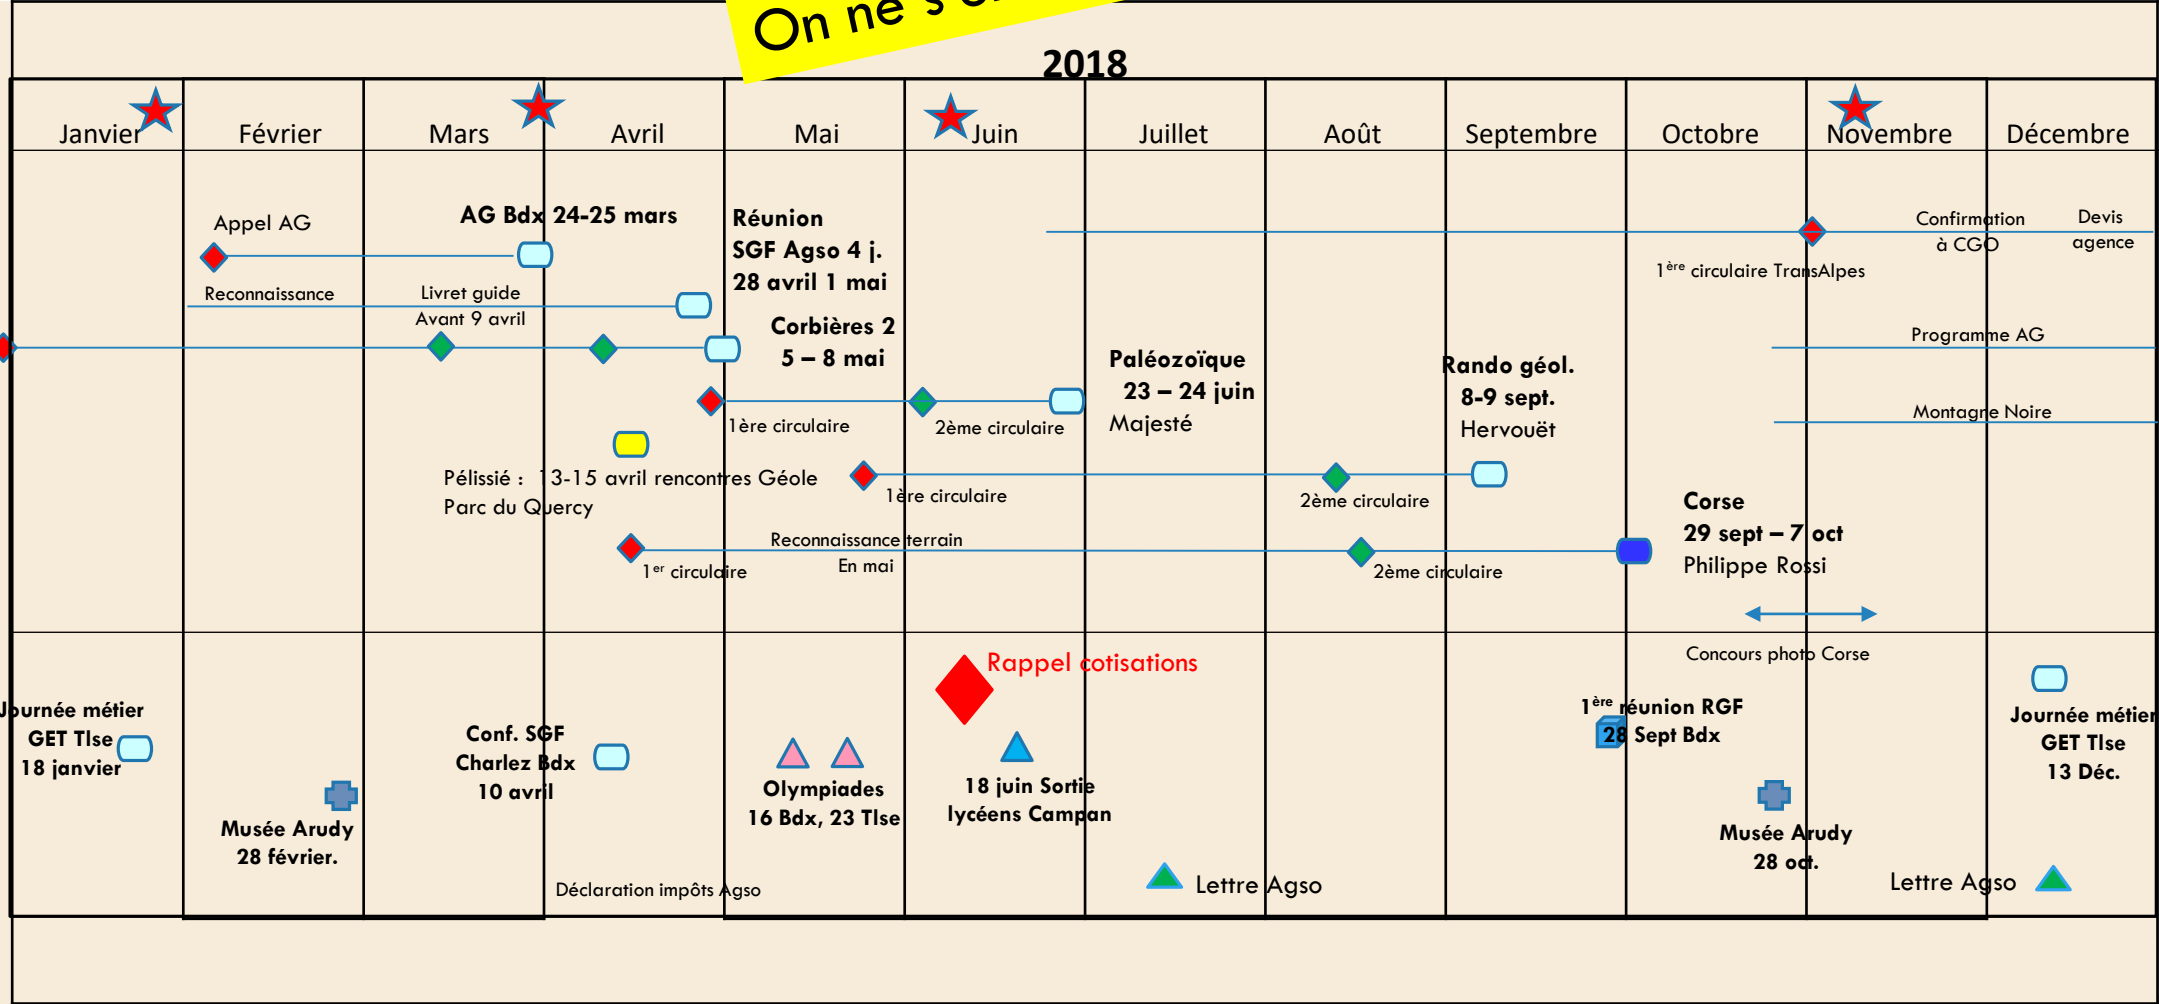 On ne s'
2018
Janvier Février Mars Avril Mai Juin Juillet Août Septembre Octobre Novembre Décembre
Appel AG
AG Bdx 24-25 mars
Réunion
SGF Agso 4 j.
28 avril 1 mai
Confirmation
à CGO
Devis
agence
1ère circulaire TransAlpes
Reconnaissance
Livret guide
Avant 9 avril
Corbières 2
5 – 8 mai
Programme AG
Paléozoïque
23 – 24 juin
Majesté
Rando géol.
8-9 sept.
Hervouët
1ère circulaire
2ème circulaire
Montagne Noire
Pélissié : 13-15 avril rencontres Géole
Parc du Quercy
1ère circulaire
2ème circulaire
Corse
29 sept – 7 oct
Philippe Rossi
1er circulaire
Reconnaissance terrain
En mai
2ème circulaire
Concours photo Corse
Rappel cotisations
Journée métier
GET Tlse
18 janvier
Musée Arudy
28 février.
Conf. SGF
Charlez Bdx
10 avril
Déclaration impôts Agso
Olympiades
16 Bdx, 23 Tlse
18 juin Sortie
lycéens Campan
Lettre Agso
1ère réunion RGF
28 Sept Bdx
Musée Arudy
28 oct.
Journée métier
GET Tlse
13 Déc.
Lettre Agso